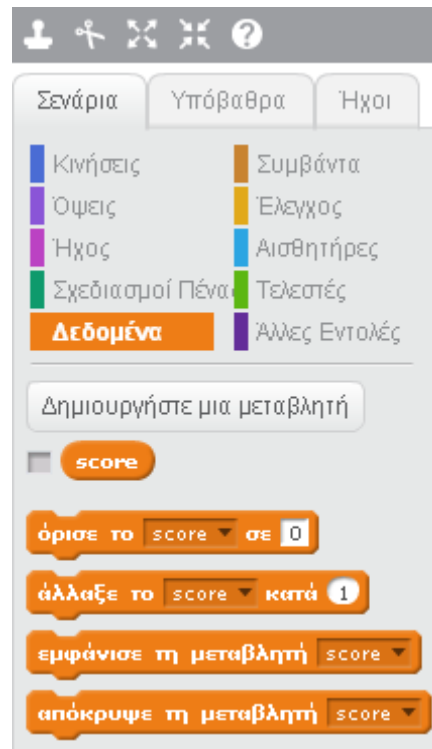 Σενάρια Υπόβαθρα Ήχοι
Κινήσεις Συμβάντα
Όψεις Έλεγχος
Ήχος Αισθητήρες
Σχεδιασμοί Πένας Τελεστές
Δεδομένα Άλλες Εντολές
Δημιουργήστε μια μεταβλητή
score
όρισε το score σε 0
άλλαξε το score κατά 1
εμφάνισε τη μεταβλητή score
απόκρυψε τη μεταβλητή score